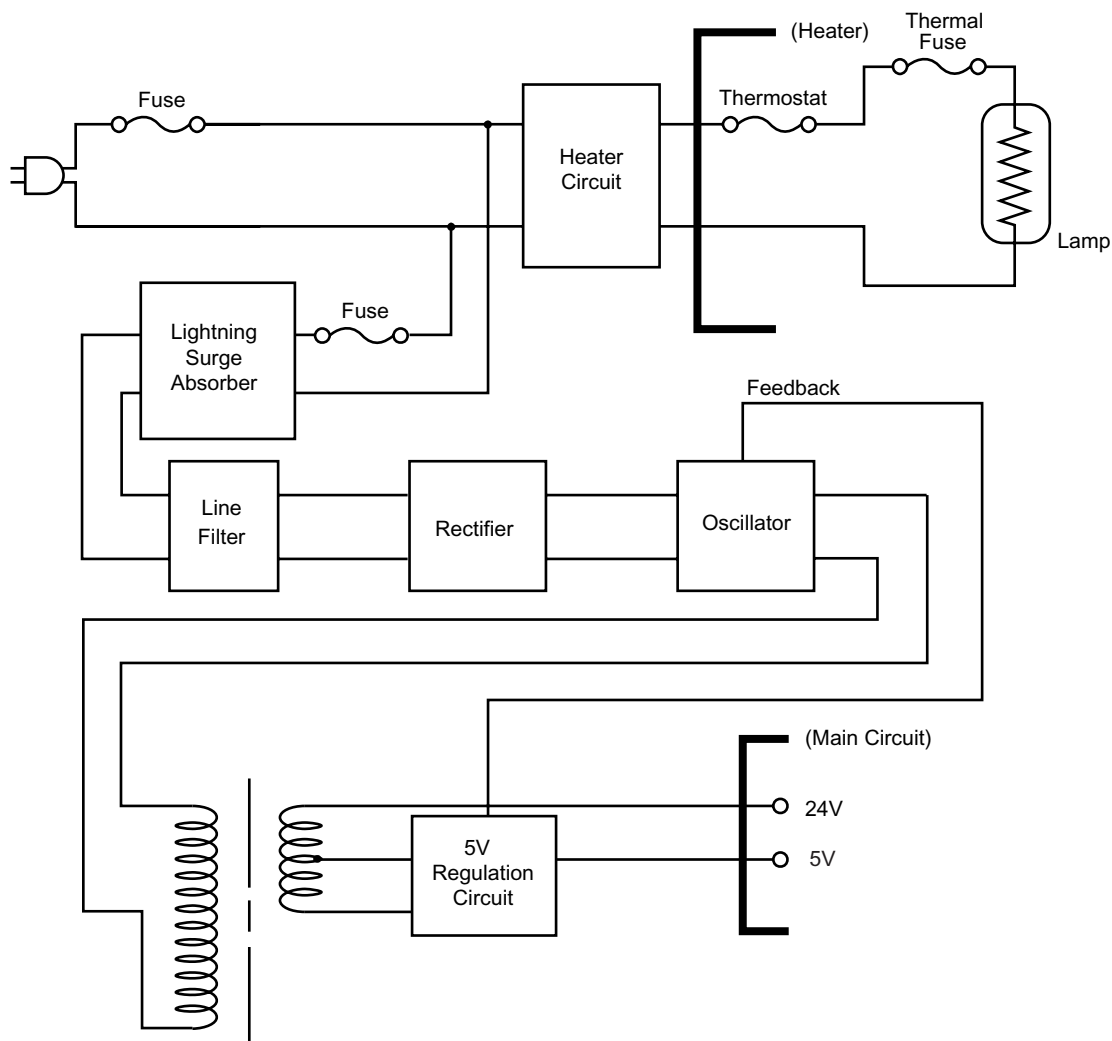 (Heater)
Thermal
Fuse
Fuse
Thermostat
Heater
Circuit
Lamp
Fuse
Lightning
Surge
Absorber
Feedback
Line
Filter
Rectifier
Oscillator
(Main Circuit)
24V
5V
5V
Regulation
Circuit